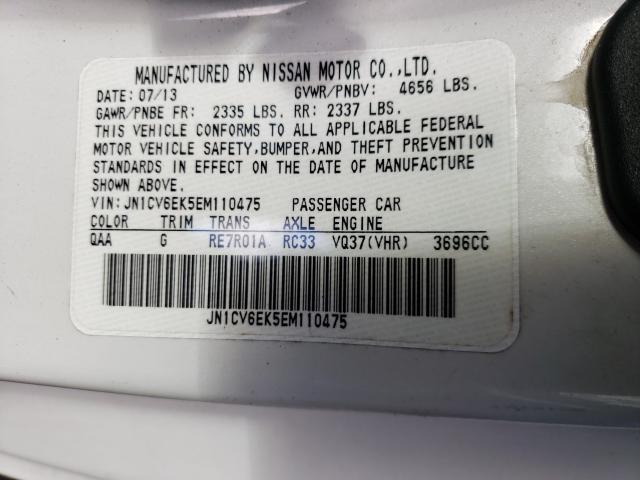 MANUFACTURED BY NISSAN MOTOR CO.,LTD.
DATE: 07/13 GVWR/PNBV: 4656 LBS.
GAWR/PNBE FR: 2335 LBS. RR: 2337 LBS.
THIS VEHICLE CONFORMS TO ALL APPLICABLE FEDERAL
MOTOR VEHICLE SAFETY,BUMPER,AND THEFT PREVENTION
STANDARDS IN EFFECT ON THE DATE OF MANUFACTURE
SHOWN ABOVE.
VIN: JN1CV6EK5EM110475 PASSENGER CAR
COLOR TRIM TRANS AXLE ENGINE
QAA G RE7R01A RC33 VQ37(VHR) 3696CC
JN1CV6EK5EM110475